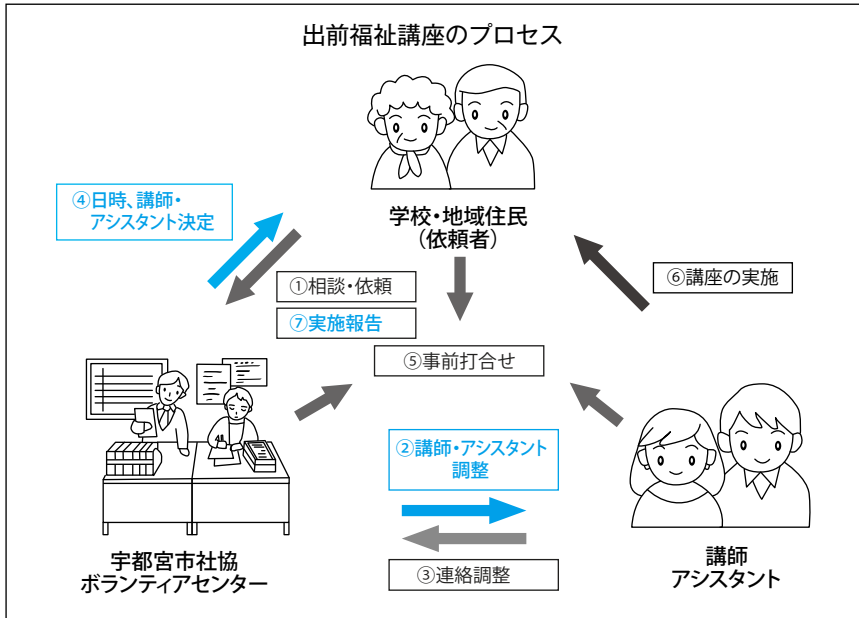 出前福祉講座のプロセス
学校・地域住民
（依頼者）
④日時、講師・
アシスタント決定
①相談・依頼
⑦実施報告
⑥講座の実施
⑤事前打合せ
②講師・アシスタント
調整
③連絡調整
宇都宮市社協
ボランティアセンター
講師
アシスタント